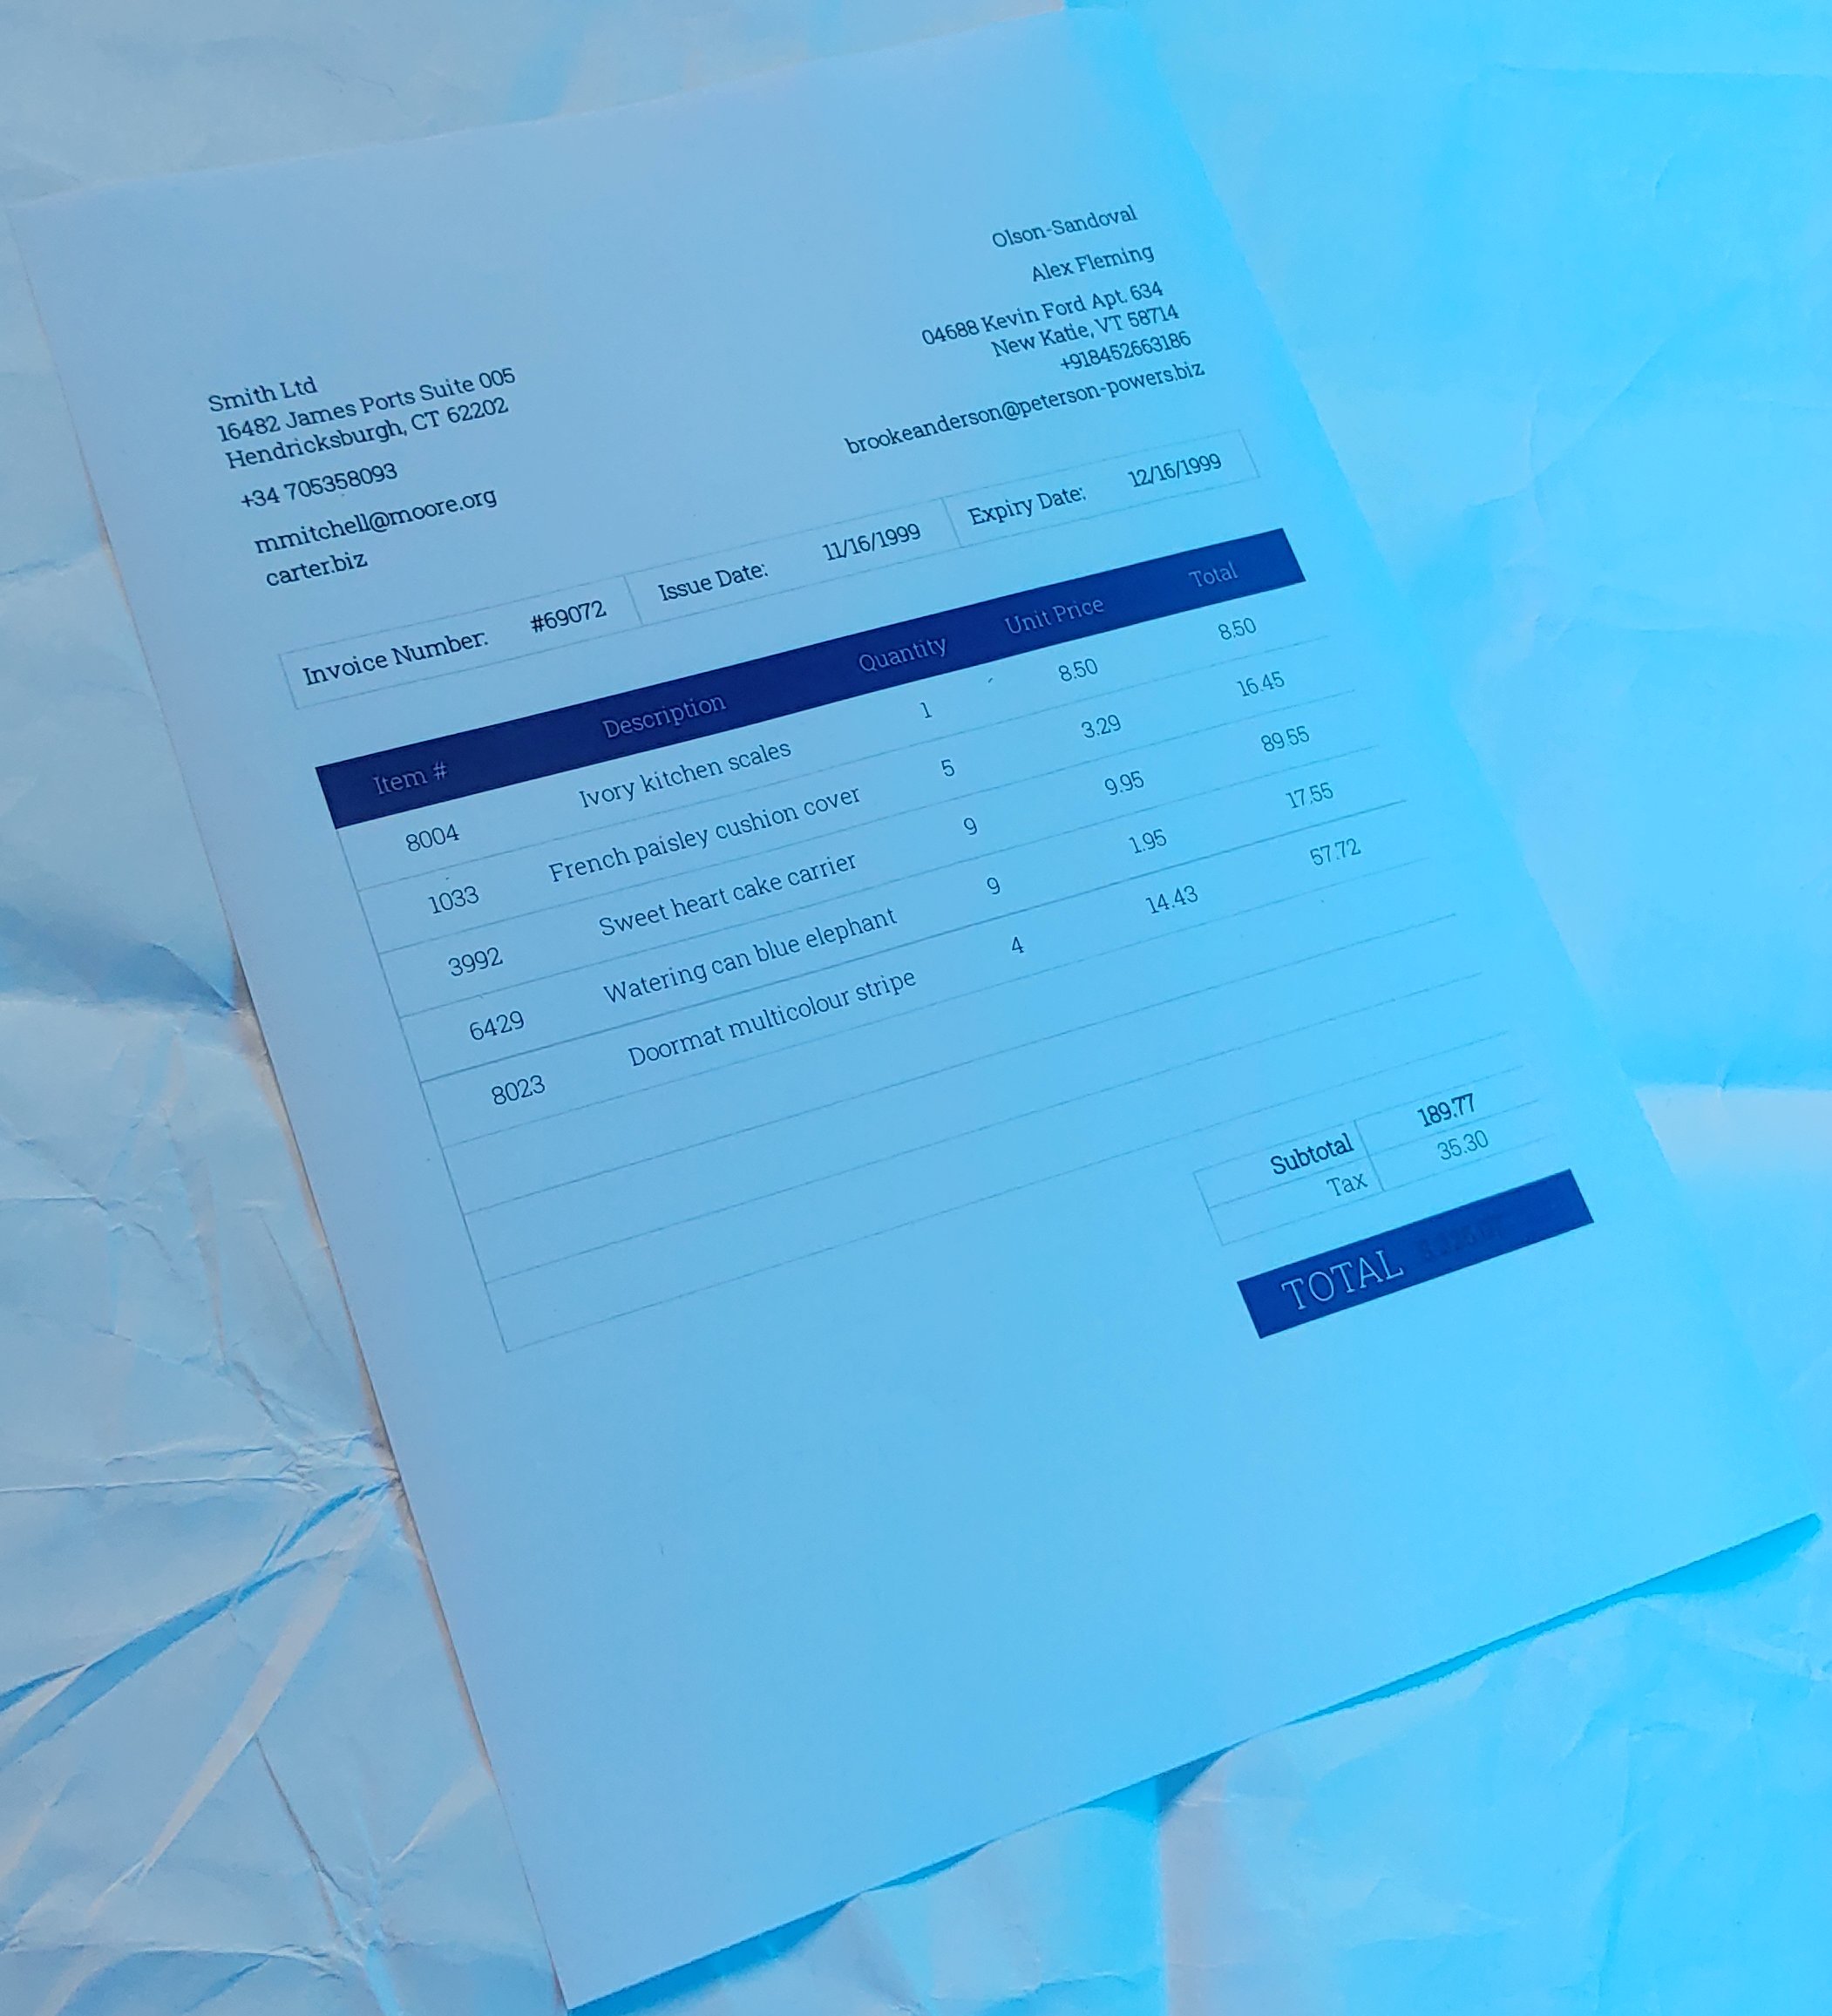 Olson-Sandoval
Alex Fleming
04688 Kevin Ford Apt. 634
New Katie, VT 58714
+918452663186
brookeanderson@peterson-powers.biz
Smith Ltd
16482 James Ports Suite 005
Hendricksburgh, CT 62202
+34 705358093
mmitchell@moore.org
carter.biz
Invoice Number: #69072 Issue Date: 11/16/1999 Expiry Date: 12/16/1999
Item # Description Quantity Unit Price Total
8004 Ivory kitchen scales 1 8.50 8.50
1033 French paisley cushion cover 5 3.29 16.45
3992 Sweet heart cake carrier 9 9.95 89.55
6429 Watering can blue elephant 9 1.95 17.55
8023 Doormat multicolour stripe 4 14.43 57.72
Subtotal 189.77
Tax 35.30
TOTAL